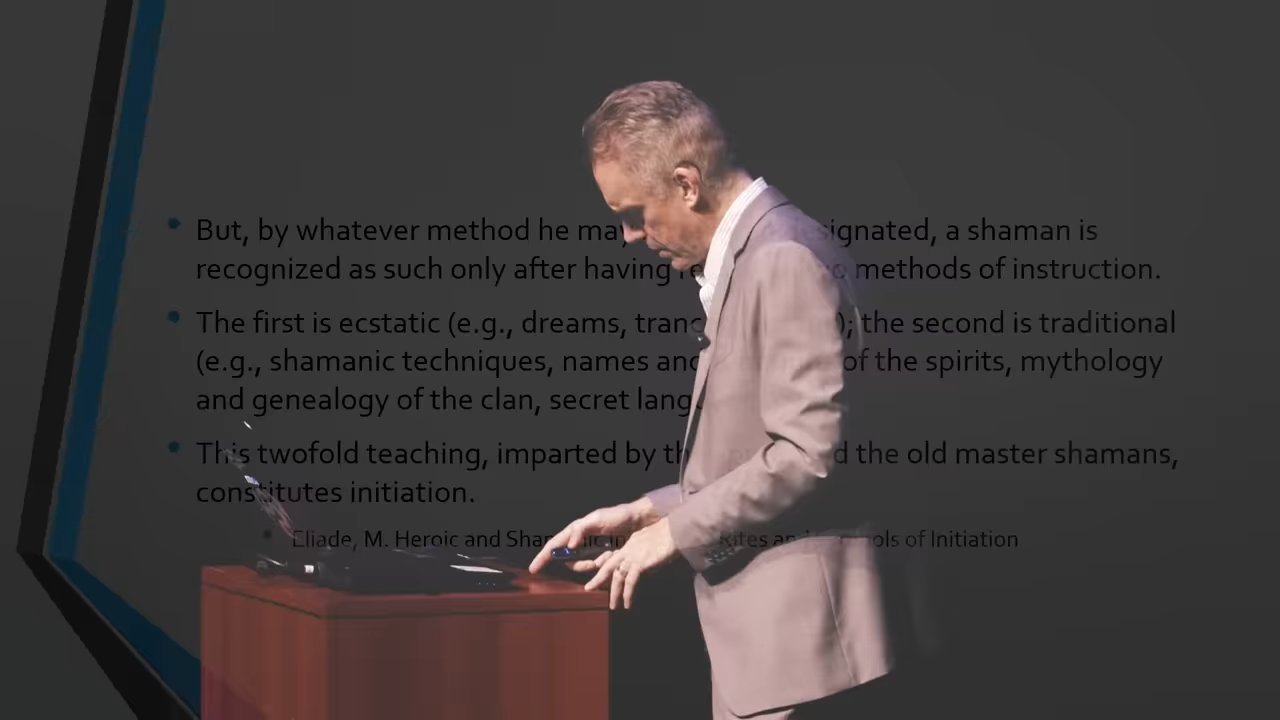 But, by whatever method he may designated, a shaman is
recognized as such only after having methods of instruction.
The first is ecstatic (e.g., dreams, the second is traditional
(e.g., shamanic techniques, names and of the spirits, mythology
and genealogy of the clan, secret
This twofold teaching, imparted by the old master shamans,
constitutes initiation.
Eliade, M. Heroic and of Initiation